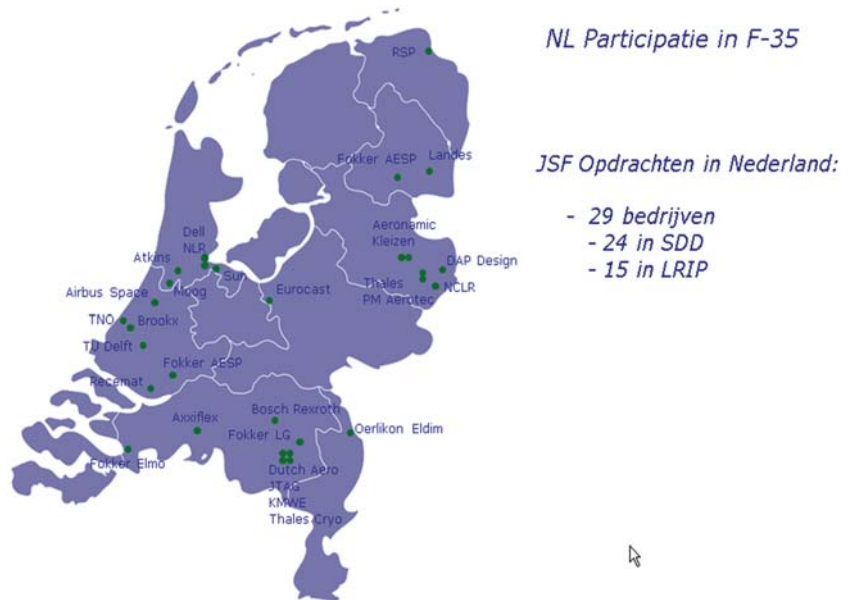 NL Participatie in F-35
JSF Opdrachten in Nederland:
- 29 bedrijven
- 24 in SDD
- 15 in LRIP
RSP
Fokker AESP
Landes
Aeronamic
Kleizen
DAP Design
Thales
NCLR
PM Aerotec
Dell
NLR
Atkins
Sun
Moog
Airbus Space
Eurocast
TNO
Brookx
TU Delft
Fokker AESP
Recemat
Axxiflex
Bosch Rexroth
Oerlikon Eldim
Fokker LG
Fokker Elmo
Dutch Aero
JTAG
KMWE
Thales Cryo